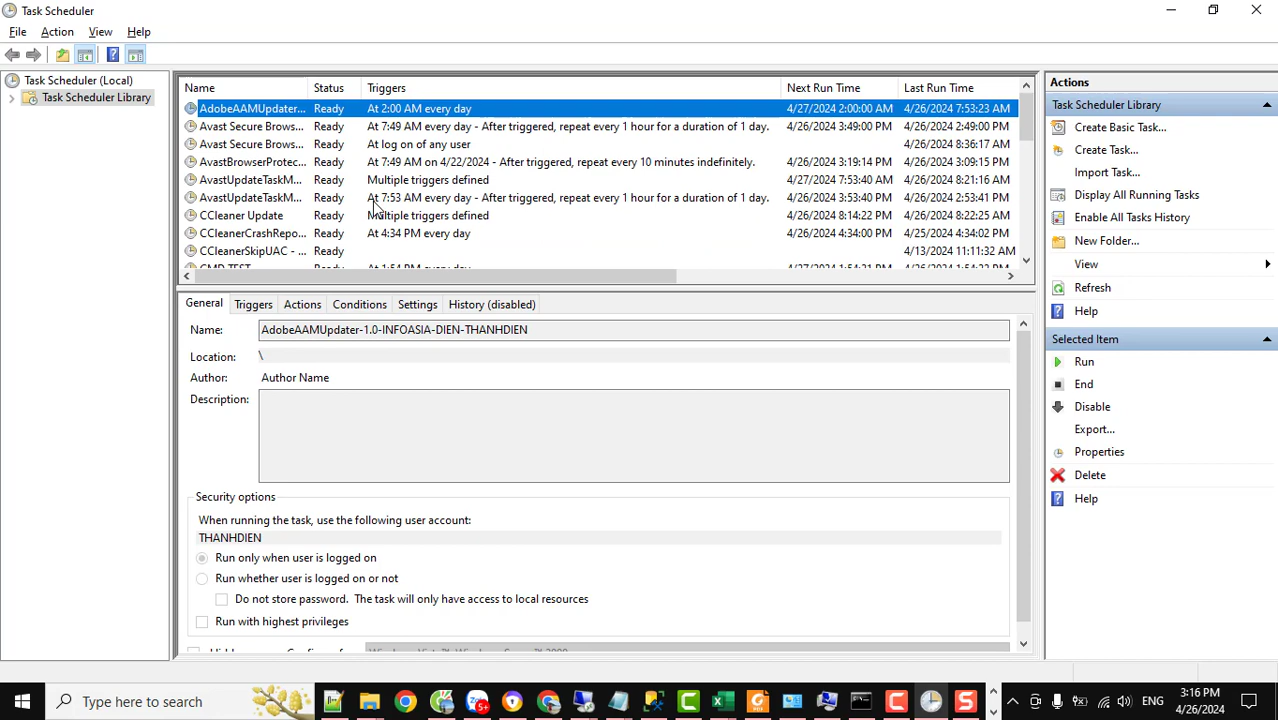 Task Scheduler
File Action View Help
Task Scheduler (Local)
Task Scheduler Library
Name Status Triggers Next Run Time Last Run Time
AdobeAAMUpdater... Ready At 2:00 AM every day 4/27/2024 2:00:00 AM 4/26/2024 7:53:23 AM
Avast Secure Brows... Ready At 7:49 AM every day - After triggered, repeat every 1 hour for a duration of 1 day. 4/26/2024 3:49:00 PM 4/26/2024 2:49:00 PM
Avast Secure Brows... Ready At log on of any user 4/26/2024 8:36:17 AM
AvastBrowserProtec... Ready At 7:49 AM on 4/22/2024 - After triggered, repeat every 10 minutes indefinitely. 4/26/2024 3:19:14 PM 4/26/2024 3:09:15 PM
AvastUpdateTaskM... Ready Multiple triggers defined 4/27/2024 7:53:40 AM 4/26/2024 8:21:16 AM
AvastUpdateTaskM... Ready At 7:53 AM every day - After triggered, repeat every 1 hour for a duration of 1 day. 4/26/2024 3:53:40 PM 4/26/2024 2:53:41 PM
CCleaner Update Ready Multiple triggers defined 4/26/2024 8:14:22 PM 4/26/2024 8:22:25 AM
CCleanerCrashRepo... Ready At 4:34 PM every day 4/26/2024 4:34:00 PM 4/25/2024 4:34:02 PM
CCleanerSkipUAC - ... Ready 4/13/2024 11:11:32 AM
CMD TEST Ready At 1:54 PM every day 4/27/2024 1:54:31 PM 4/26/2024 1:54:32 PM
General Triggers Actions Conditions Settings History (disabled)
Name: AdobeAAMUpdater-1.0-INFOASIA-DIEN-THANHDIEN
Location: \
Author: Author Name
Description:
Security options
When running the task, use the following user account:
THANHDIEN
Run only when user is logged on
Run whether user is logged on or not
Do not store password. The task will only have access to local resources
Run with highest privileges
Actions
Task Scheduler Library
Create Basic Task...
Create Task...
Import Task...
Display All Running Tasks
Enable All Tasks History
New Folder...
View
Refresh
Help
Selected Item
Run
End
Disable
Export...
Properties
Delete
Help
Type here to search
ENG
3:16 PM
4/26/2024